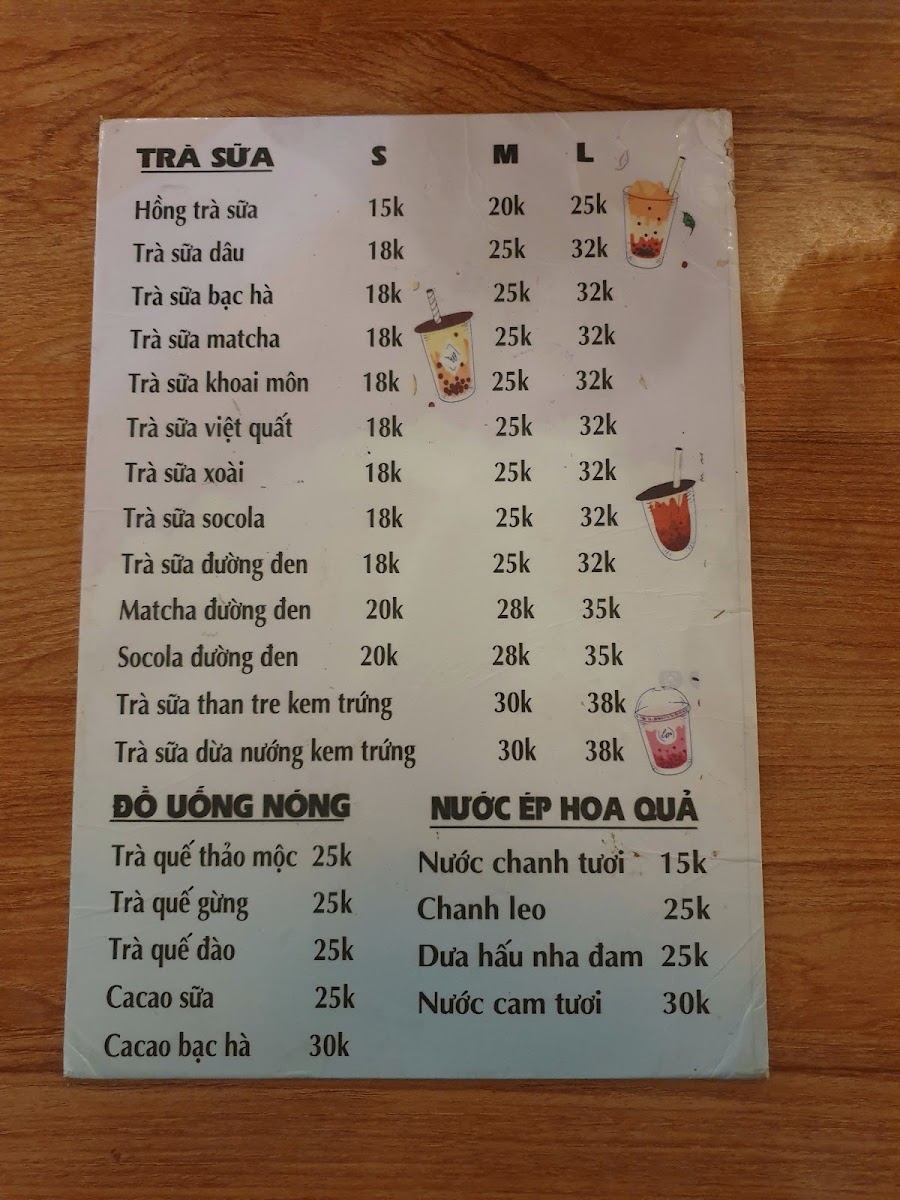 TRÀ SỮA S M L
Hồng trà sữa 15k 20k 25k
Trà sữa dâu 18k 25k 32k
Trà sữa bạc hà 18k 25k 32k
Trà sữa matcha 18k 25k 32k
Trà sữa khoai môn 18k 25k 32k
Trà sữa việt quất 18k 25k 32k
Trà sữa xoài 18k 25k 32k
Trà sữa socola 18k 25k 32k
Trà sữa đường đen 18k 25k 32k
Matcha đường đen 20k 28k 35k
Socola đường đen 20k 28k 35k
Trà sữa than tre kem trứng 30k 38k
Trà sữa dừa nướng kem trứng 30k 38k
ĐỒ UỐNG NÓNG
Trà quế thảo mộc 25k
Trà quế gừng 25k
Trà quế đào 25k
Cacao sữa 25k
Cacao bạc hà 30k
NƯỚC ÉP HOA QUẢ
Nước chanh tươi 15k
Chanh leo 25k
Dưa hấu nha đam 25k
Nước cam tươi 30k